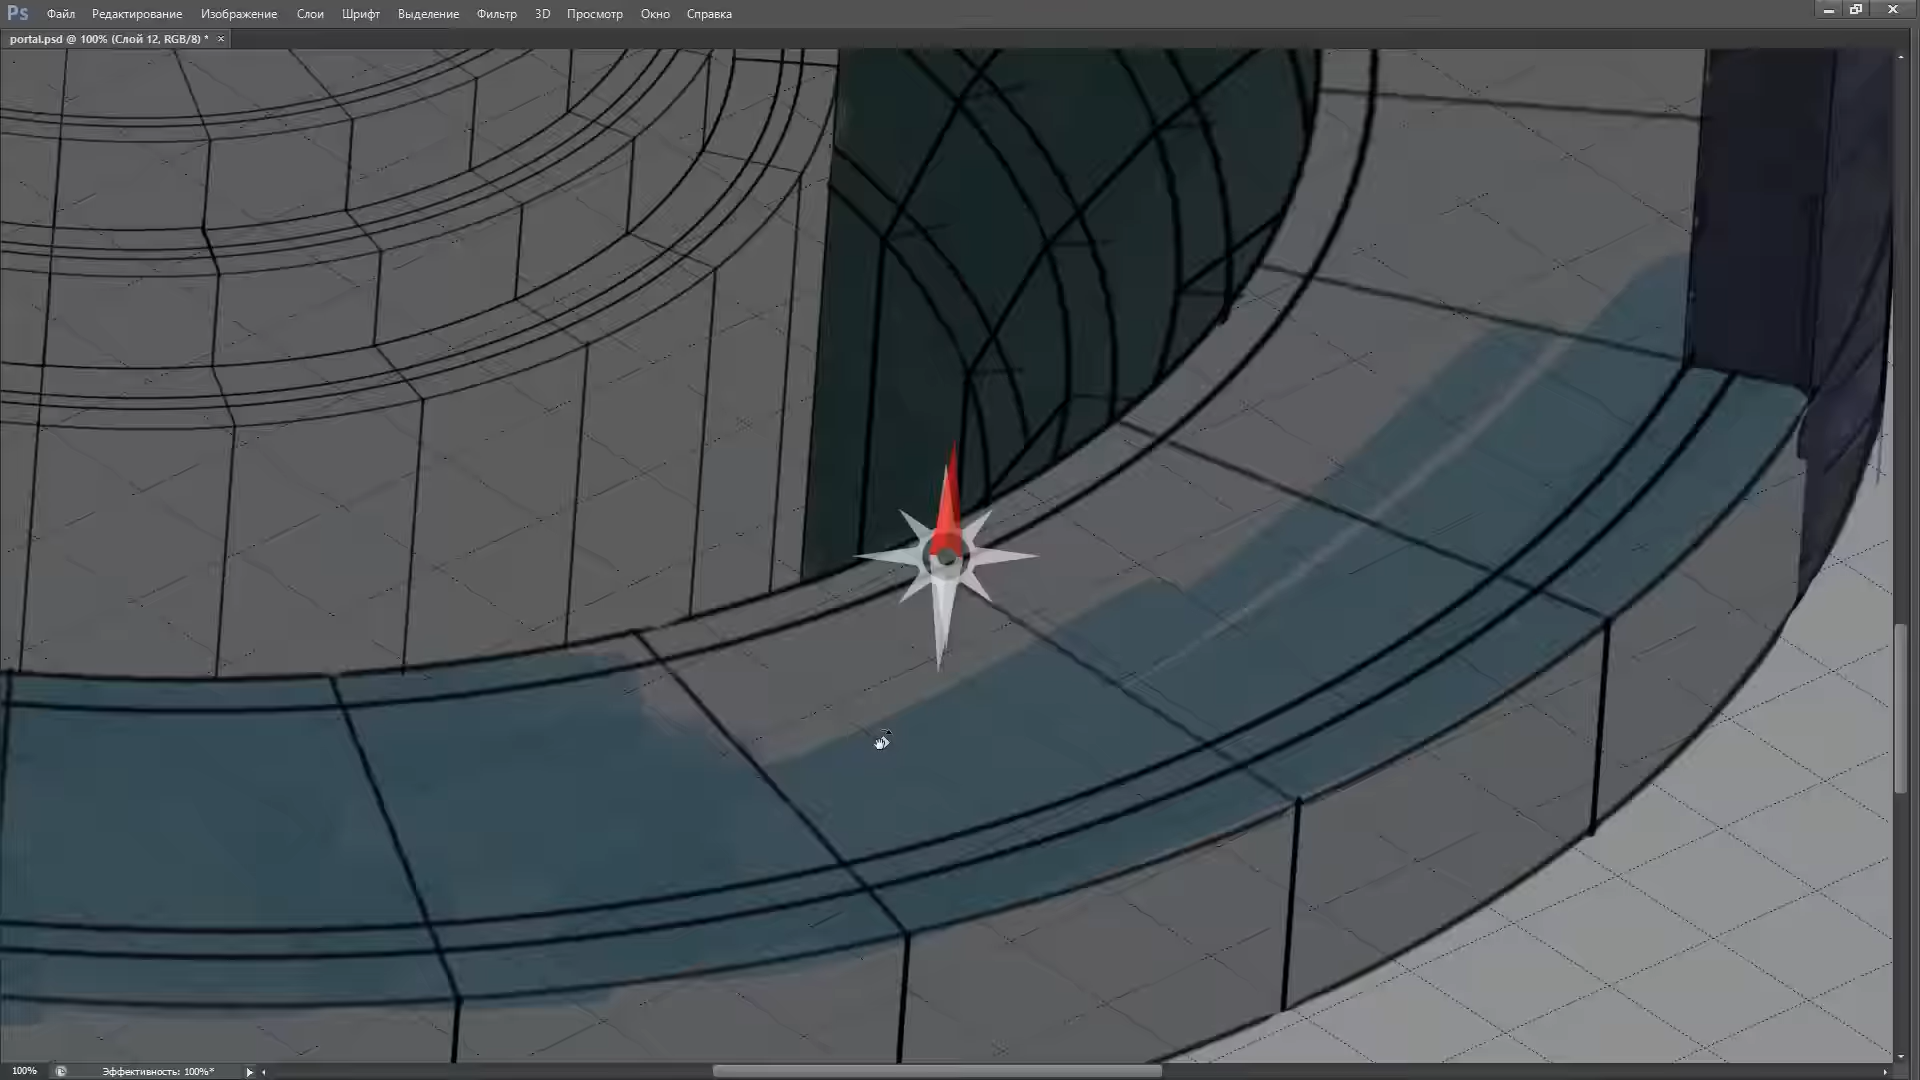 Ps Файл Редактирование Изображение Слои Шрифт Выделение Фильтр 3D Просмотр Окно Справка
portal.psd @ 100% (Слой 12, RGB/8) * ×
100% Эффективность: 100%*